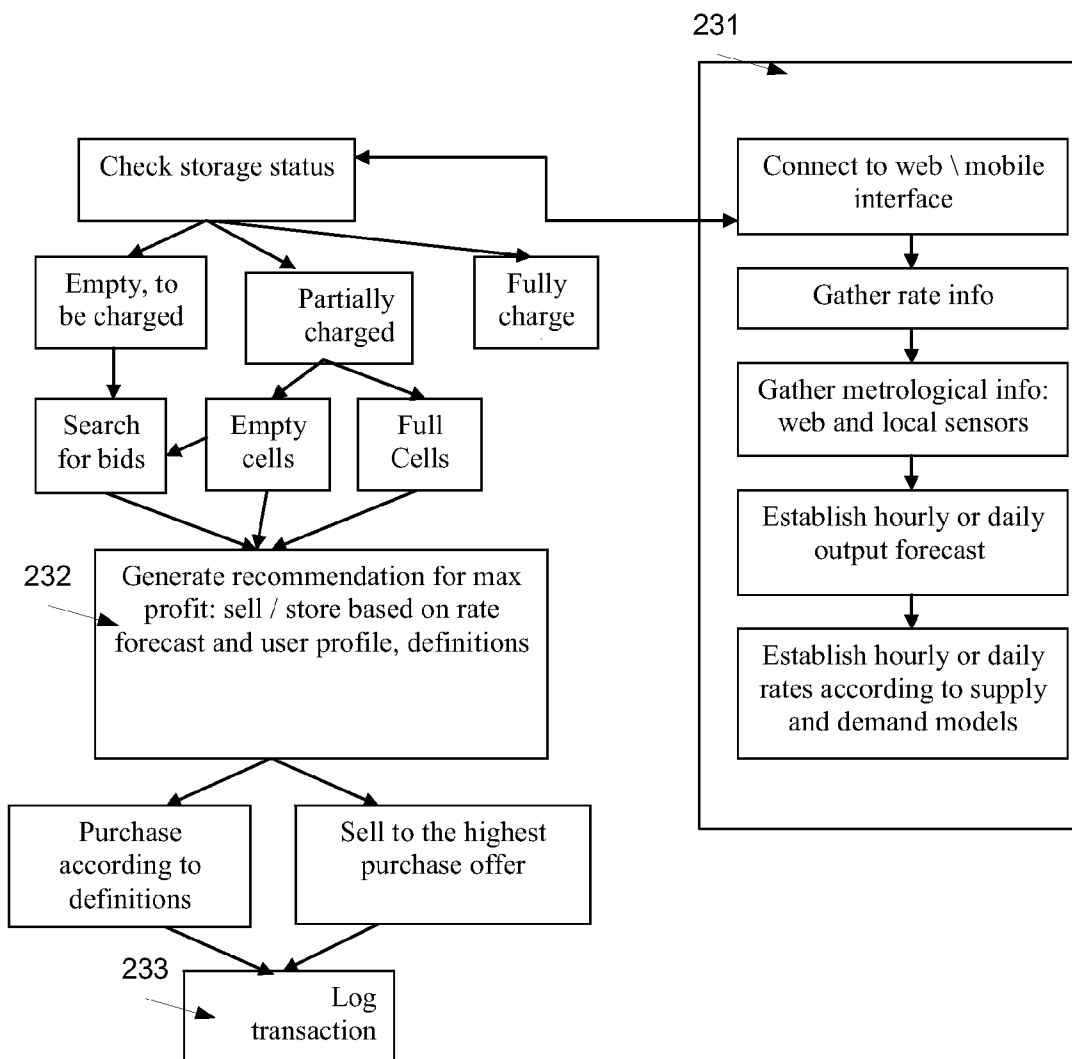 231
Check storage status
Connect to web \ mobile
interface
Empty, to
be charged
Partially
charged
Fully
charge
Gather rate info
Search
for bids
Empty
cells
Full
Cells
Gather metrological info:
web and local sensors
Establish hourly or daily
output forecast
232
Generate recommendation for max
profit: sell / store based on rate
forecast and user profile, definitions
Establish hourly or daily
rates according to supply
and demand models
Purchase
according to
definitions
Sell to the highest
purchase offer
233
Log
transaction